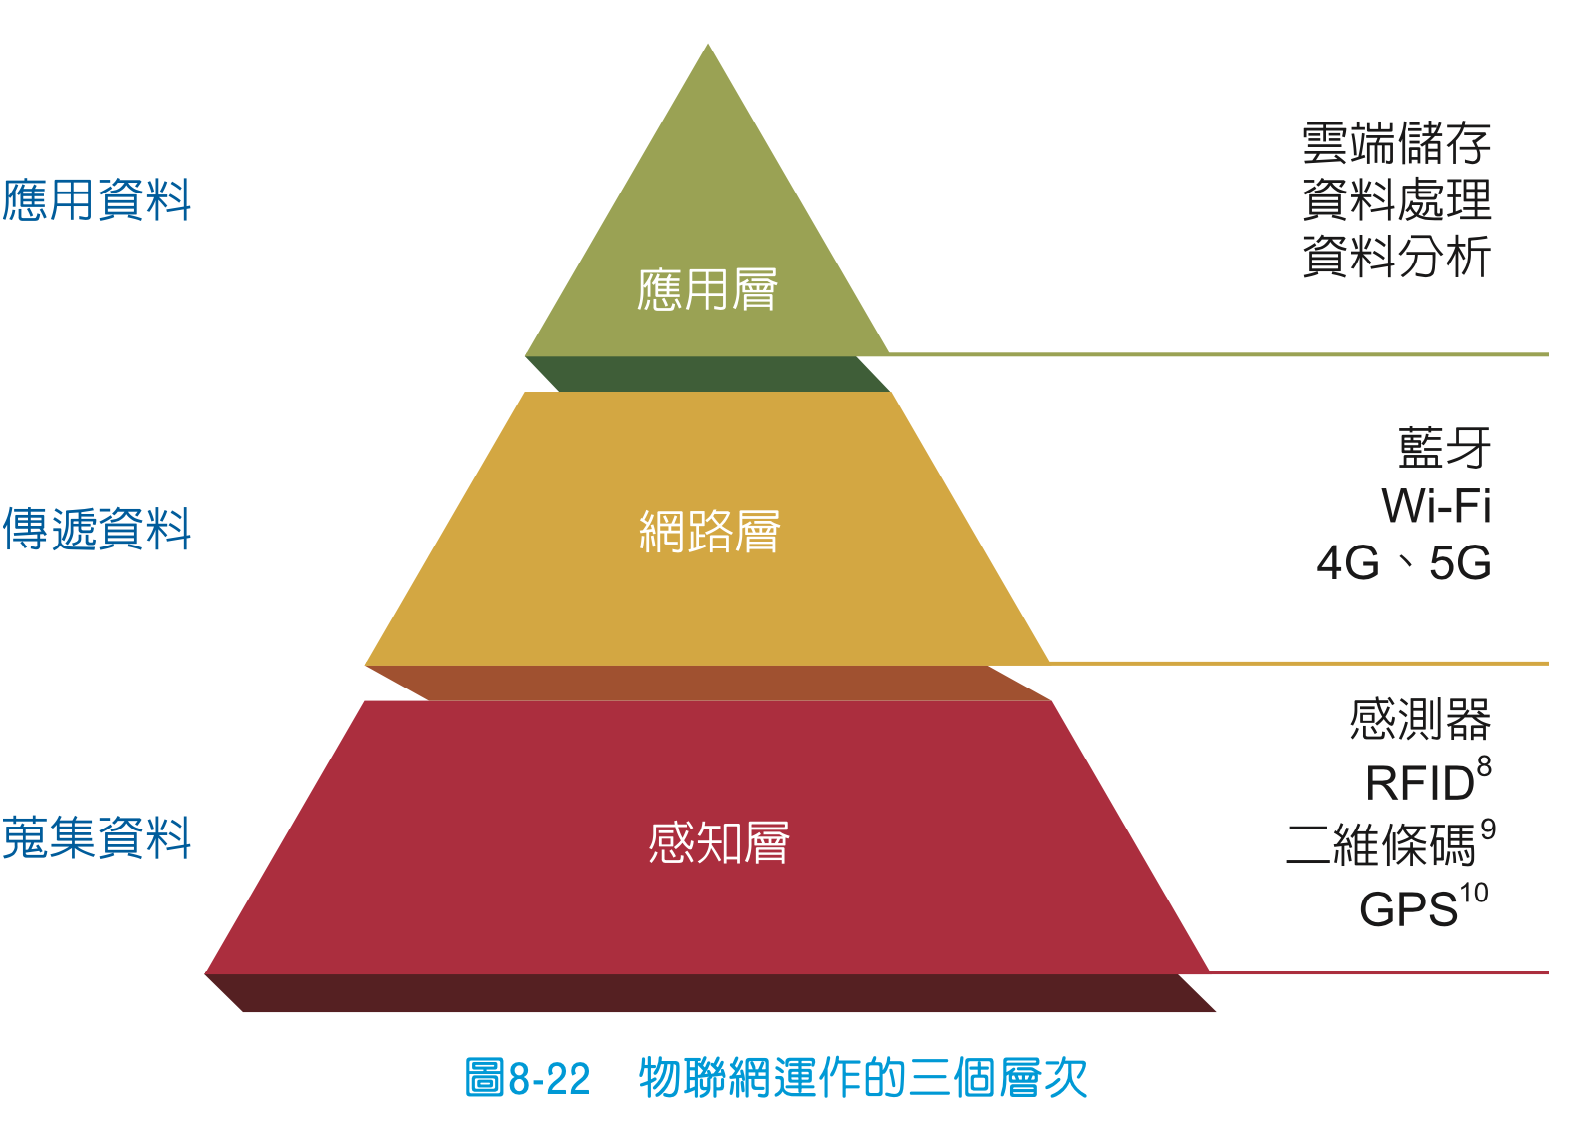 應用資料
應用層
雲端儲存
資料處理
資料分析
傳遞資料
網路層
藍牙
Wi-Fi
4G、5G
蒐集資料
感知層
感測器
RFID⁸
二維條碼⁹
GPS¹⁰
圖8-22　物聯網運作的三個層次